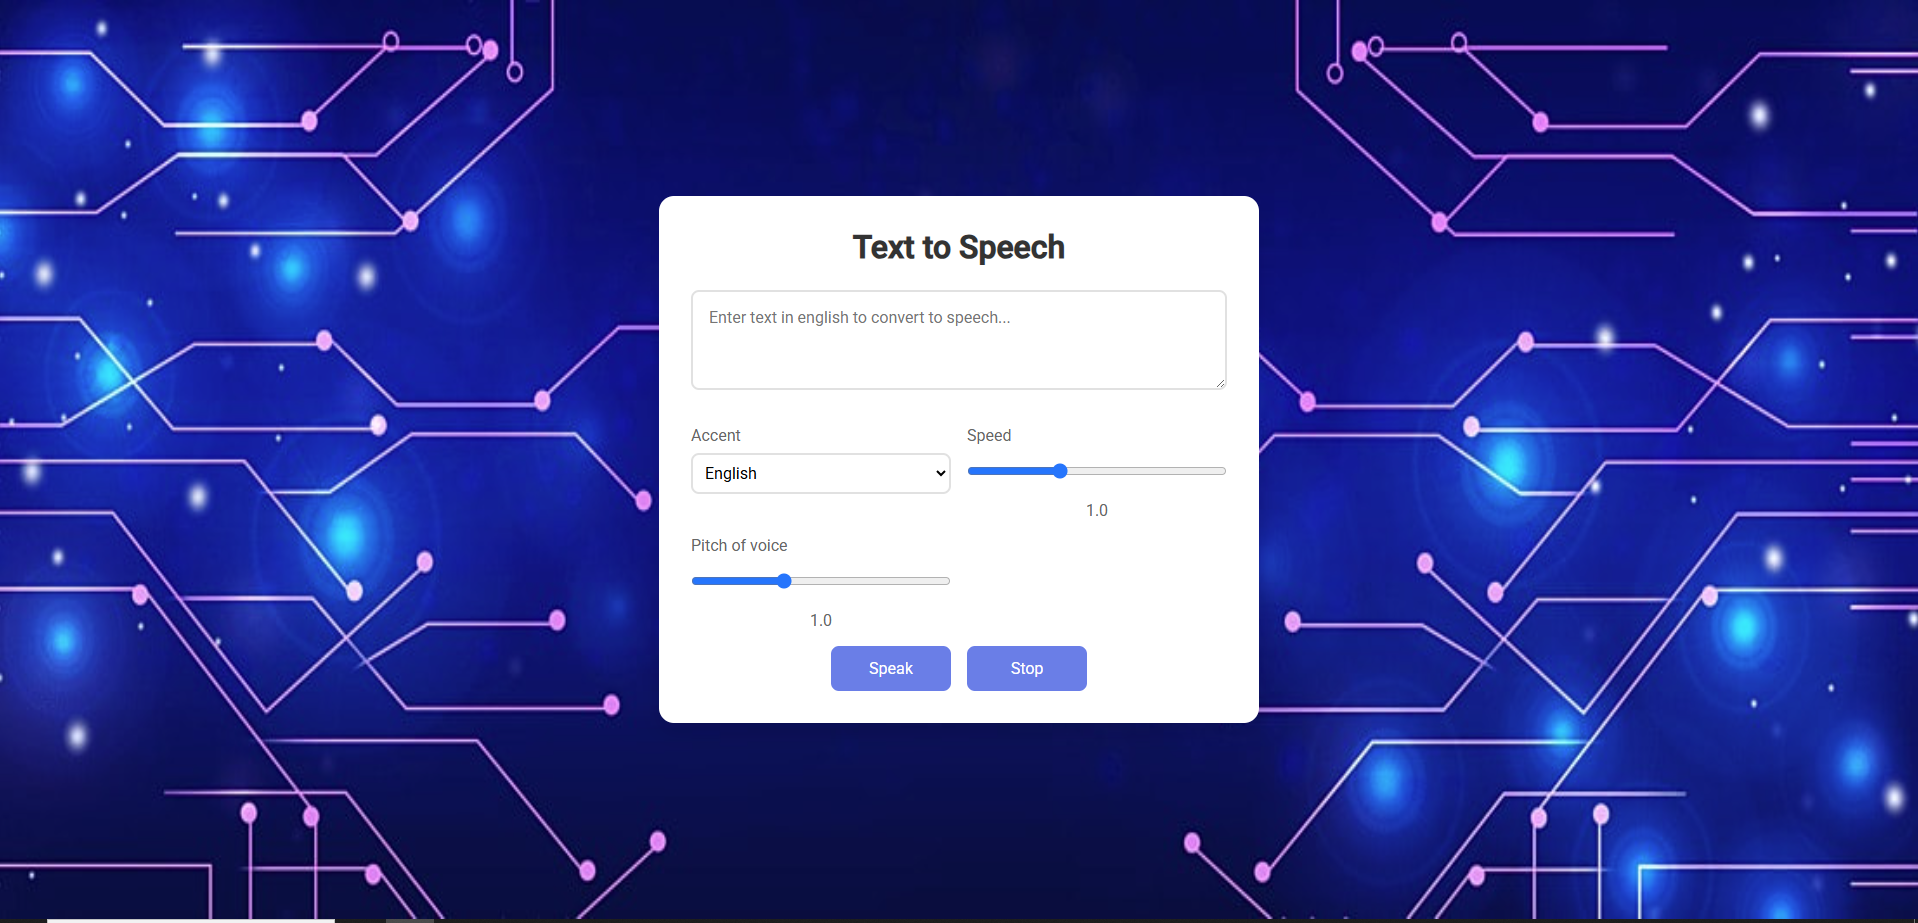 Text to Speech
Enter text in english to convert to speech...
Accent
Speed
English
1.0
Pitch of voice
1.0
Speak
Stop